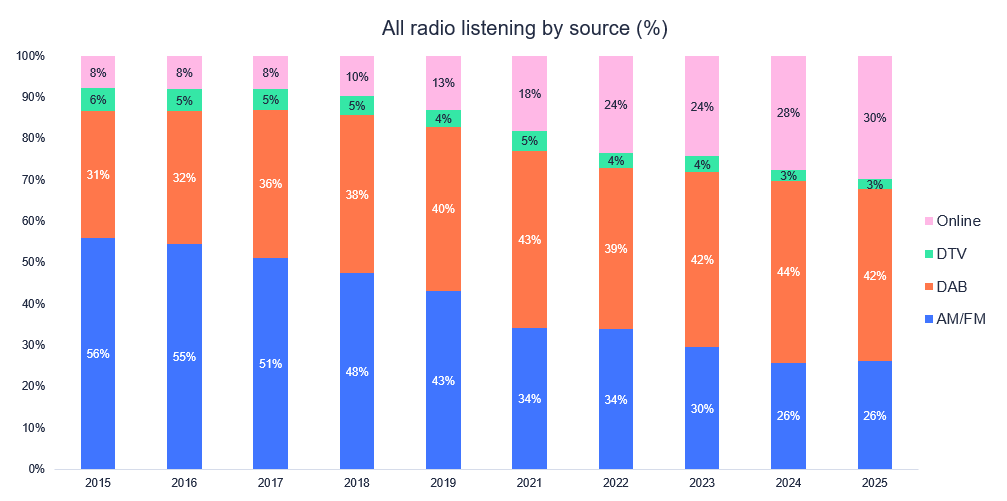 All radio listening by source (%)
100%
8% 8% 8% 10% 13% 18% 24% 24% 28% 30%
90%
6% 5% 5% 5% 4% 5% 4% 4% 3% 3%
80%
70%
31% 32% 36% 38% 40% 43% 39% 42% 44% 42%
60%
50%
40%
30%
56% 55% 51% 48% 43% 34% 34% 30% 26% 26%
20%
10%
0%
2015 2016 2017 2018 2019 2021 2022 2023 2024 2025
Online
DTV
DAB
AM/FM